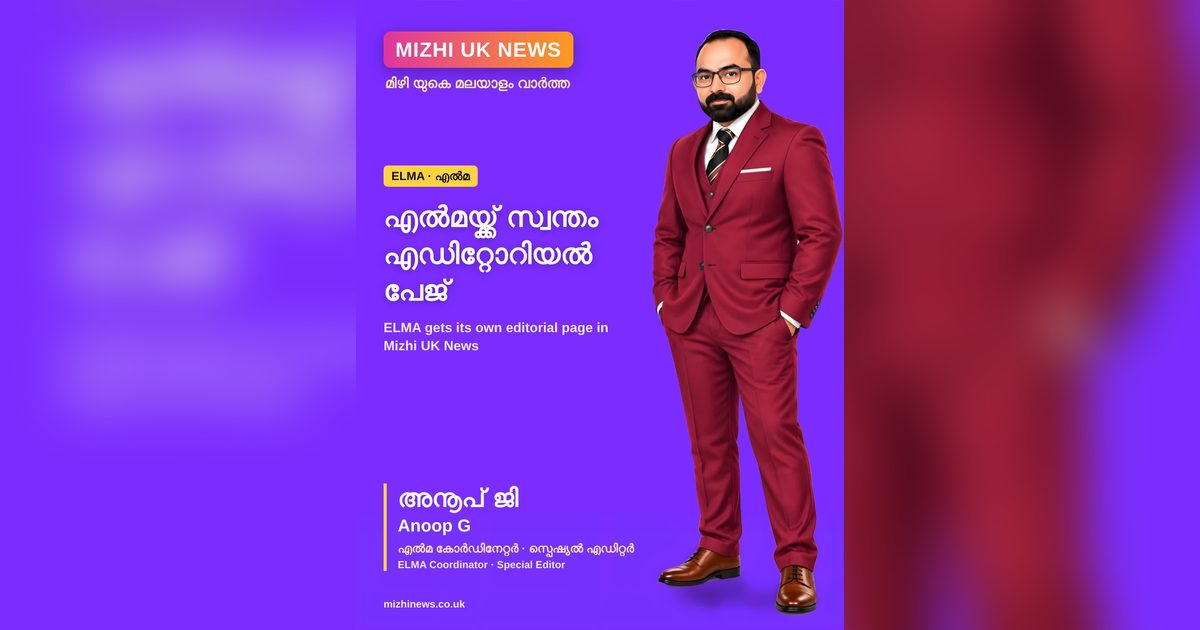 MIZHI UK NEWS
മിഴി യുകെ മലയാളം വാർത്ത
ELMA · എൽമ
എൽമയ്ക്ക് സ്വന്തം
എഡിറ്റോറിയൽ
പേജ്
ELMA gets its own editorial page in
Mizhi UK News
അനൂപ് ജി
Anoop G
എൽമ കോർഡിനേറ്റർ · സ്പെഷ്യൽ എഡിറ്റർ
ELMA Coordinator · Special Editor
mizhinews.co.uk